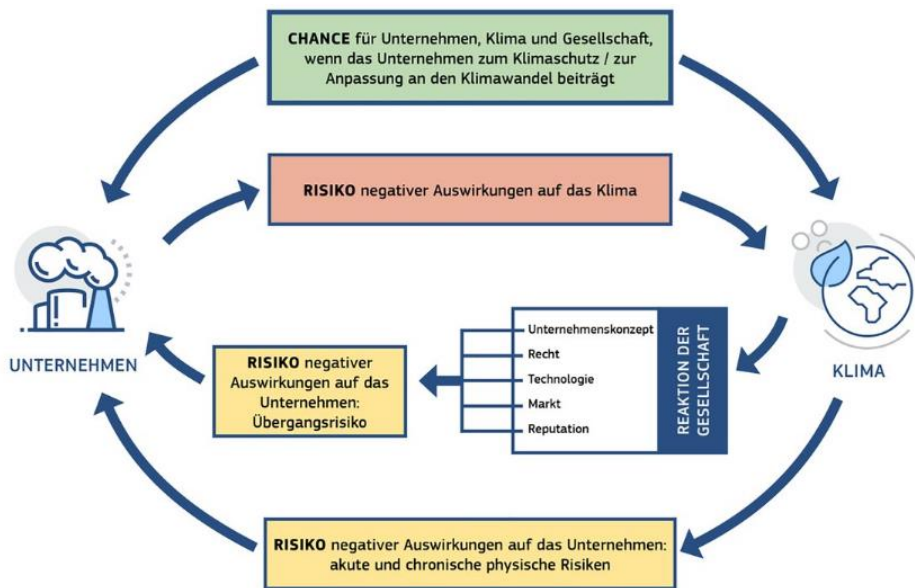 CHANCE für Unternehmen, Klima und Gesellschaft,
wenn das Unternehmen zum Klimaschutz / zur
Anpassung an den Klimawandel beiträgt
RISIKO negativer Auswirkungen auf das Klima
UNTERNEHMEN
RISIKO negativer
Auswirkungen auf das
Unternehmen:
Übergangsrisiko
Unternehmenskonzept
Recht
Technologie
Markt
Reputation
REAKTION DER
GESELLSCHAFT
KLIMA
RISIKO negativer Auswirkungen auf das Unternehmen:
akute und chronische physische Risiken